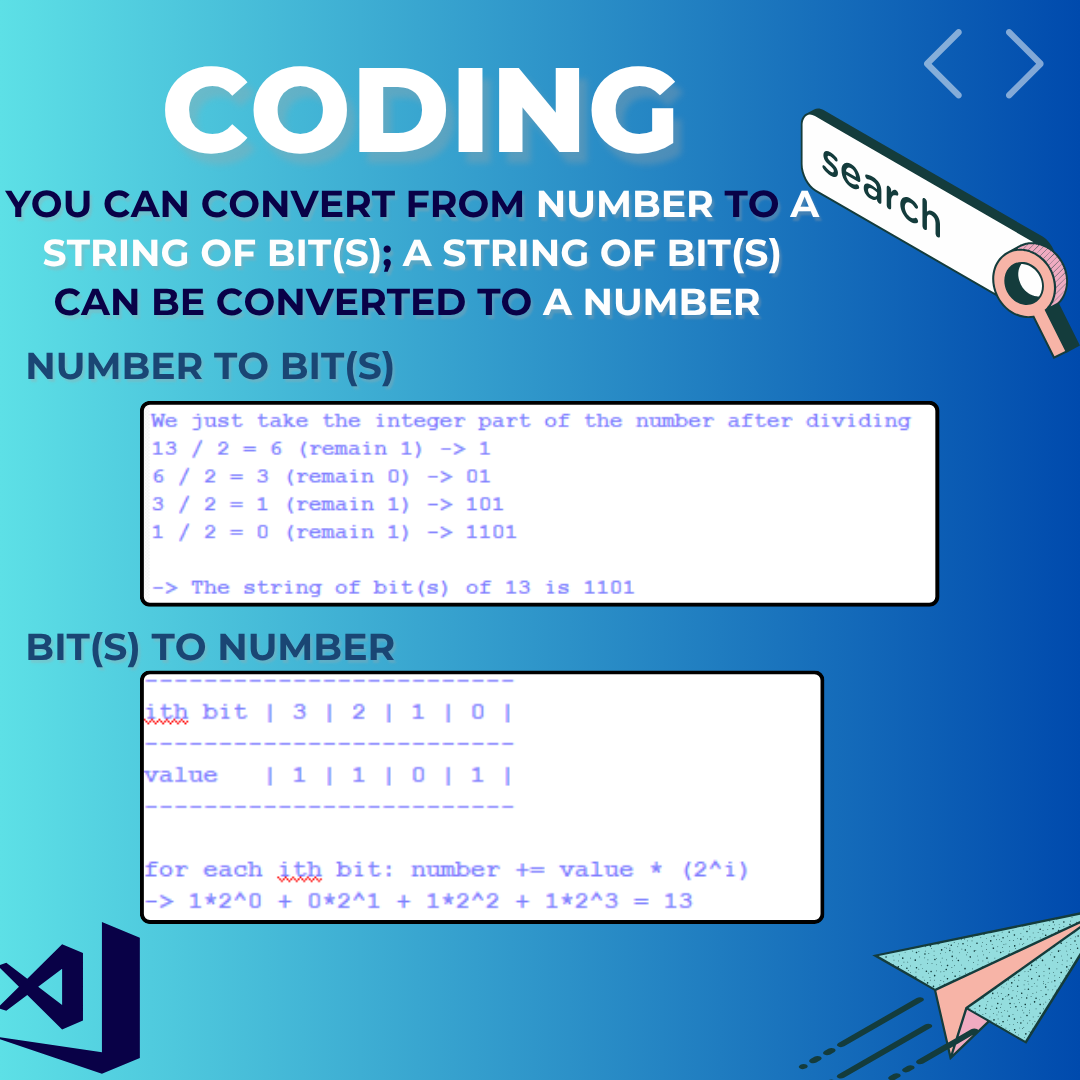 CODING
search
YOU CAN CONVERT FROM NUMBER TO A
STRING OF BIT(S); A STRING OF BIT(S)
CAN BE CONVERTED TO A NUMBER
NUMBER TO BIT(S)
We just take the integer part of the number after dividing
13 / 2 = 6 (remain 1) -> 1
6 / 2 = 3 (remain 0) -> 01
3 / 2 = 1 (remain 1) -> 101
1 / 2 = 0 (remain 1) -> 1101
-> The string of bit(s) of 13 is 1101
BIT(S) TO NUMBER
-------------------------
ith bit | 3 | 2 | 1 | 0 |
-------------------------
value   | 1 | 1 | 0 | 1 |
-------------------------
for each ith bit: number += value * (2^i)
-> 1*2^0 + 0*2^1 + 1*2^2 + 1*2^3 = 13